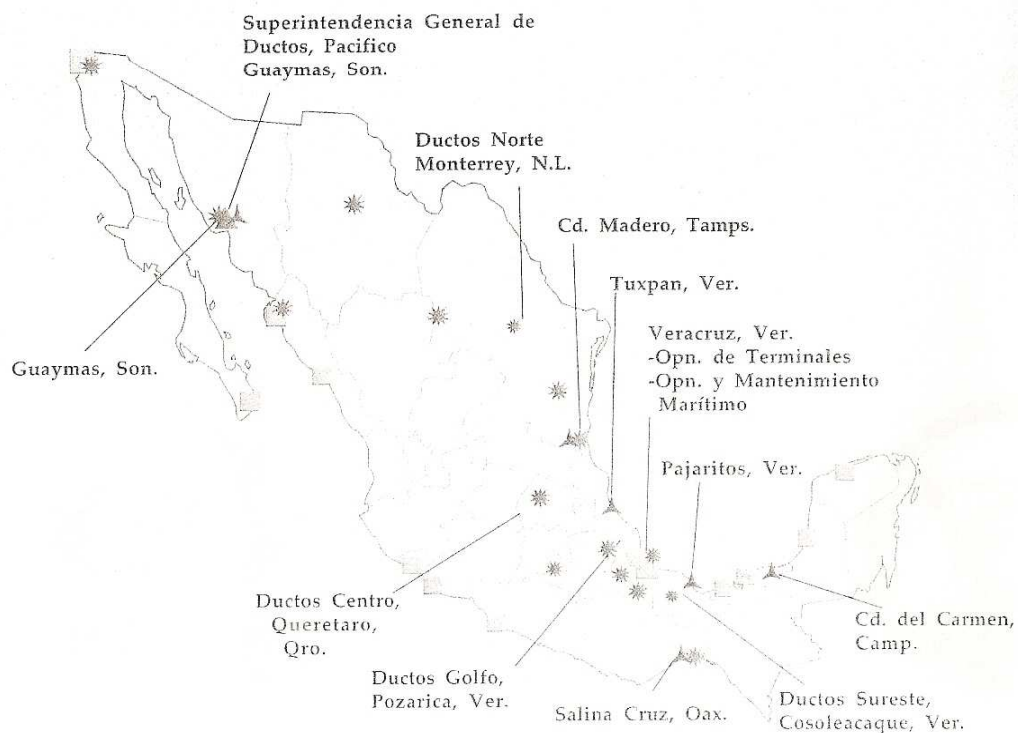 Superintendencia General de
Ductos, Pacifico
Guaymas, Son.
Ductos Norte
Monterrey, N.L.
Cd. Madero, Tamps.
Tuxpan, Ver.
Veracruz, Ver.
-Opn. de Terminales
-Opn. y Mantenimiento
Marítimo
Guaymas, Son.
Pajaritos, Ver.
Ductos Centro,
Queretaro,
Qro.
Cd. del Carmen,
Camp.
Ductos Golfo,
Pozarica, Ver.
Salina Cruz, Oax.
Ductos Sureste,
Cosoleacaque, Ver.